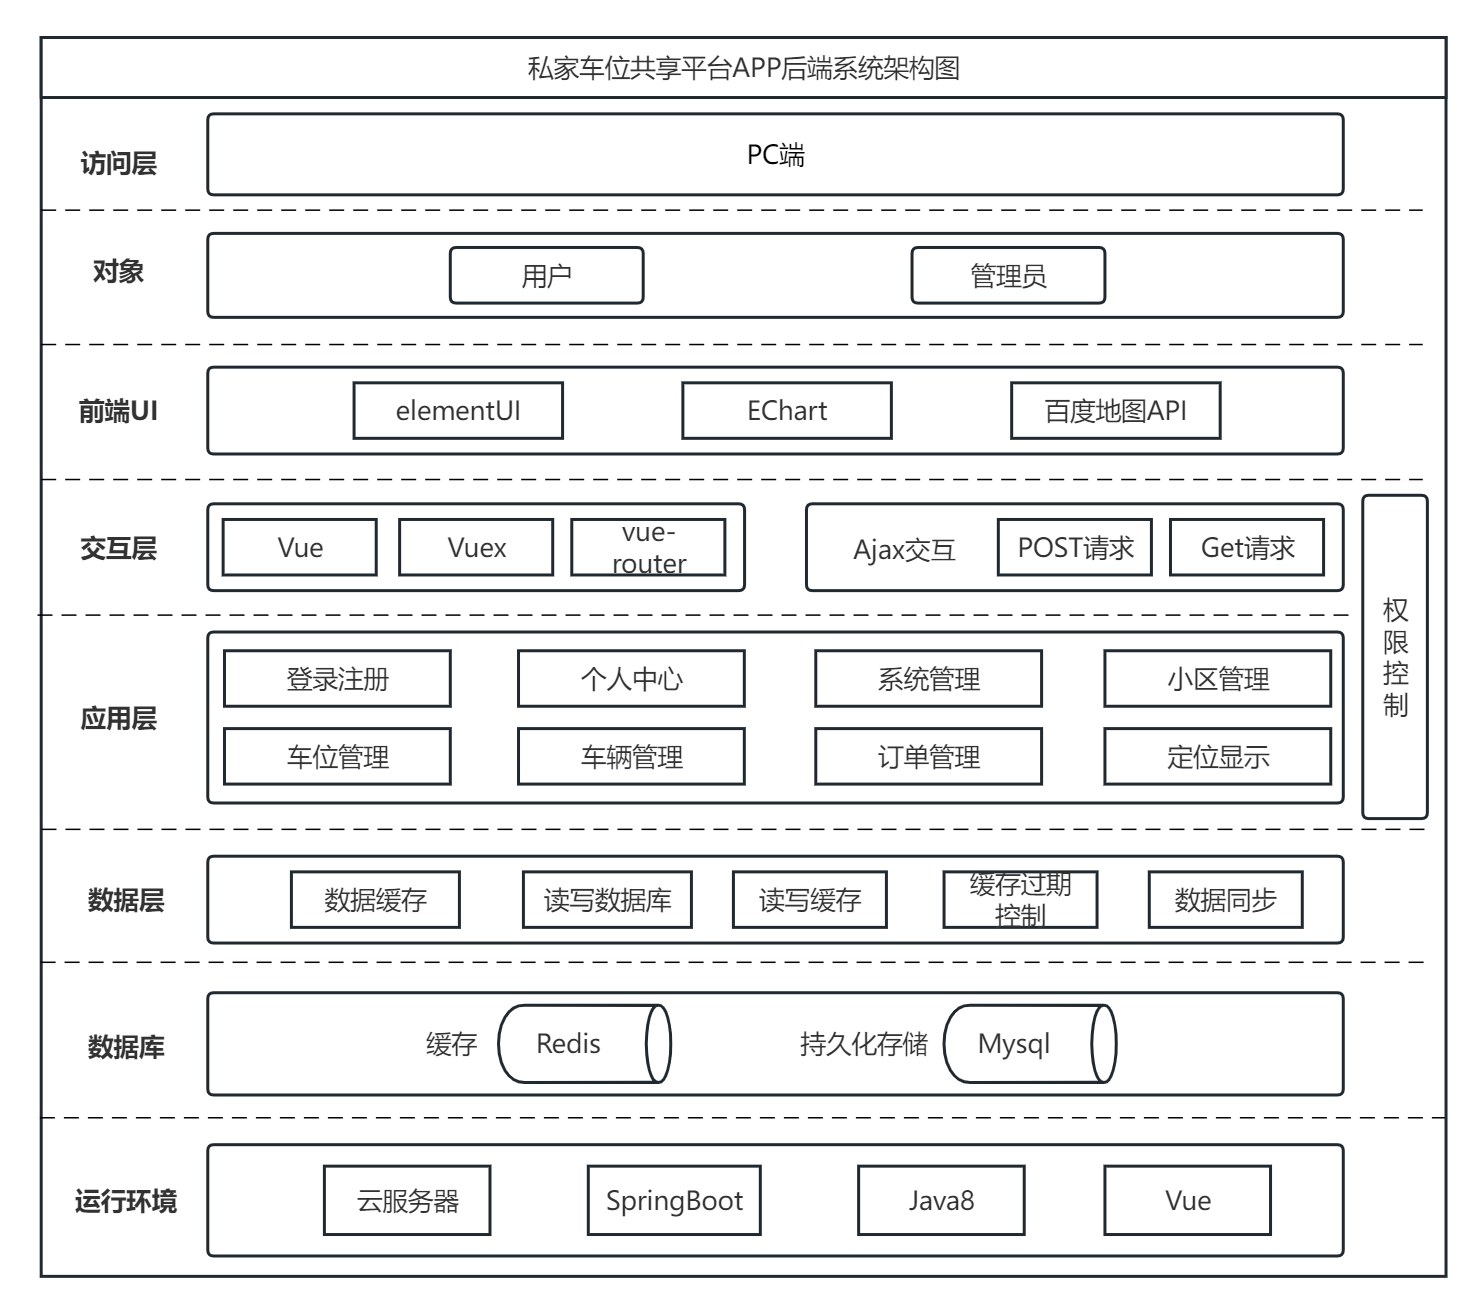 私家车位共享平台APP后端系统架构图
访问层
PC端
对象
用户
管理员
前端UI
elementUI
EChart
百度地图API
交互层
Vue
Vuex
vue-
router
Ajax交互
POST请求
Get请求
权
限
控
制
应用层
登录注册
个人中心
系统管理
小区管理
车位管理
车辆管理
订单管理
定位显示
数据层
数据缓存
读写数据库
读写缓存
缓存过期
控制
数据同步
数据库
缓存
Redis
持久化存储
Mysql
运行环境
云服务器
SpringBoot
Java8
Vue